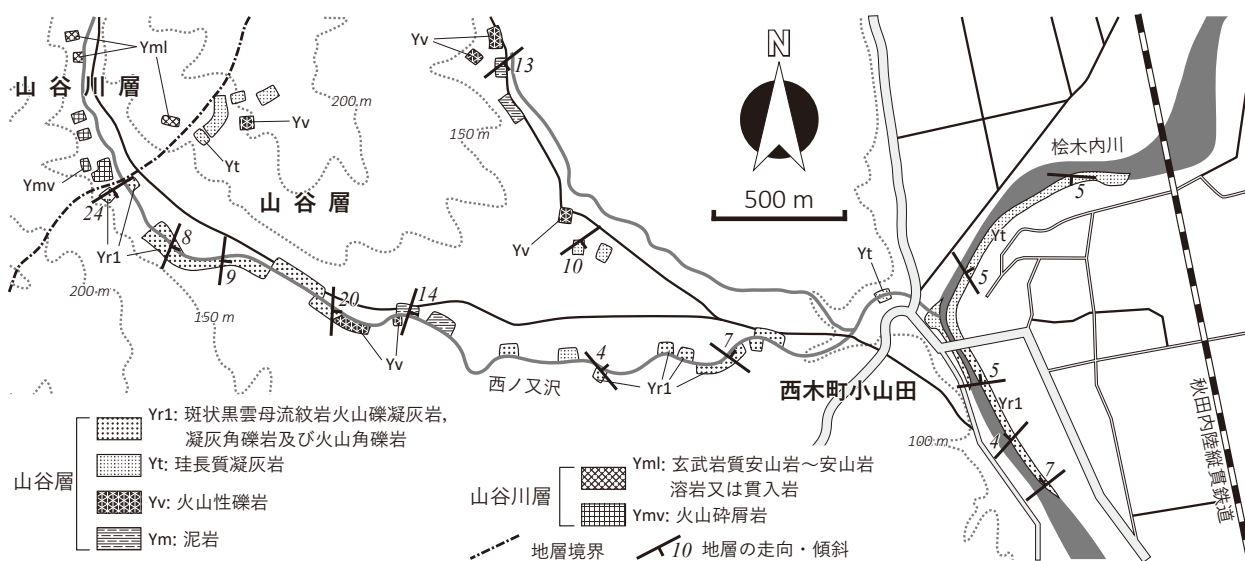 Yml
山谷川層
200 m
Yv
Yt
Ymv
24
Yr1
山谷層
8
9
200 m
150 m
20
14
Yv
Yv
13
150 m
Yv
10
N
500 m
西ノ又沢
4
Yr1
7
西木町小山田
Yt
100 m
桧木内川
5
Yt
5
5
Yr1
4
7
秋田内陸縦貫鉄道
山谷層
Yr1: 斑状黒雲母流紋岩火山礫凝灰岩,
凝灰角礫岩及び火山角礫岩
Yt: 珪長質凝灰岩
Yv: 火山性礫岩
Ym: 泥岩
山谷川層
Yml: 玄武岩質安山岩～安山岩
溶岩又は貫入岩
Ymv: 火山砕屑岩
地層境界
10 地層の走向・傾斜